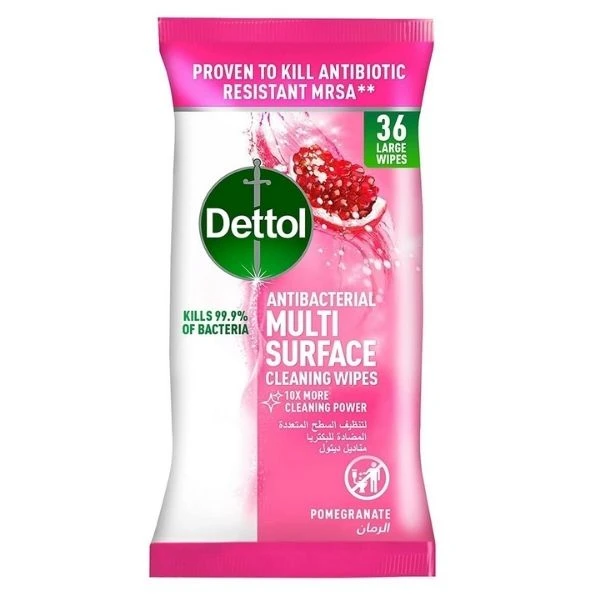 PROVEN TO KILL ANTIBIOTIC
RESISTANT MRSA**
36
LARGE
WIPES
Dettol
KILLS 99.9%
OF BACTERIA
ANTIBACTERIAL
MULTI
SURFACE
CLEANING WIPES
10X MORE
CLEANING POWER
لتنظيف السطح المتعددة
المضادة للبكتريا
مناديل ديتول
POMEGRANATE
الرمان